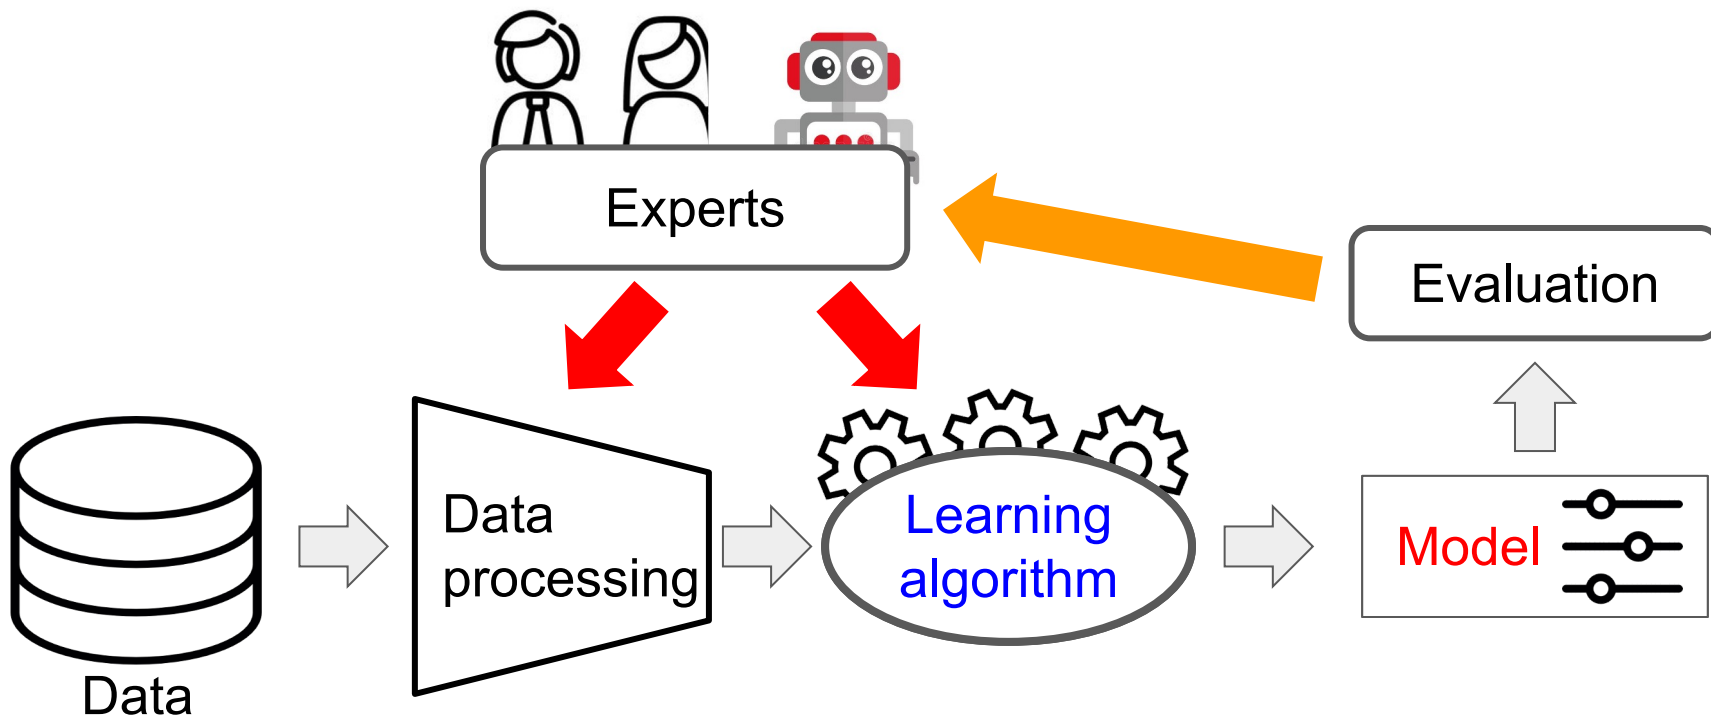 Experts
Evaluation
Data
processing
Learning
algorithm
Model
Data